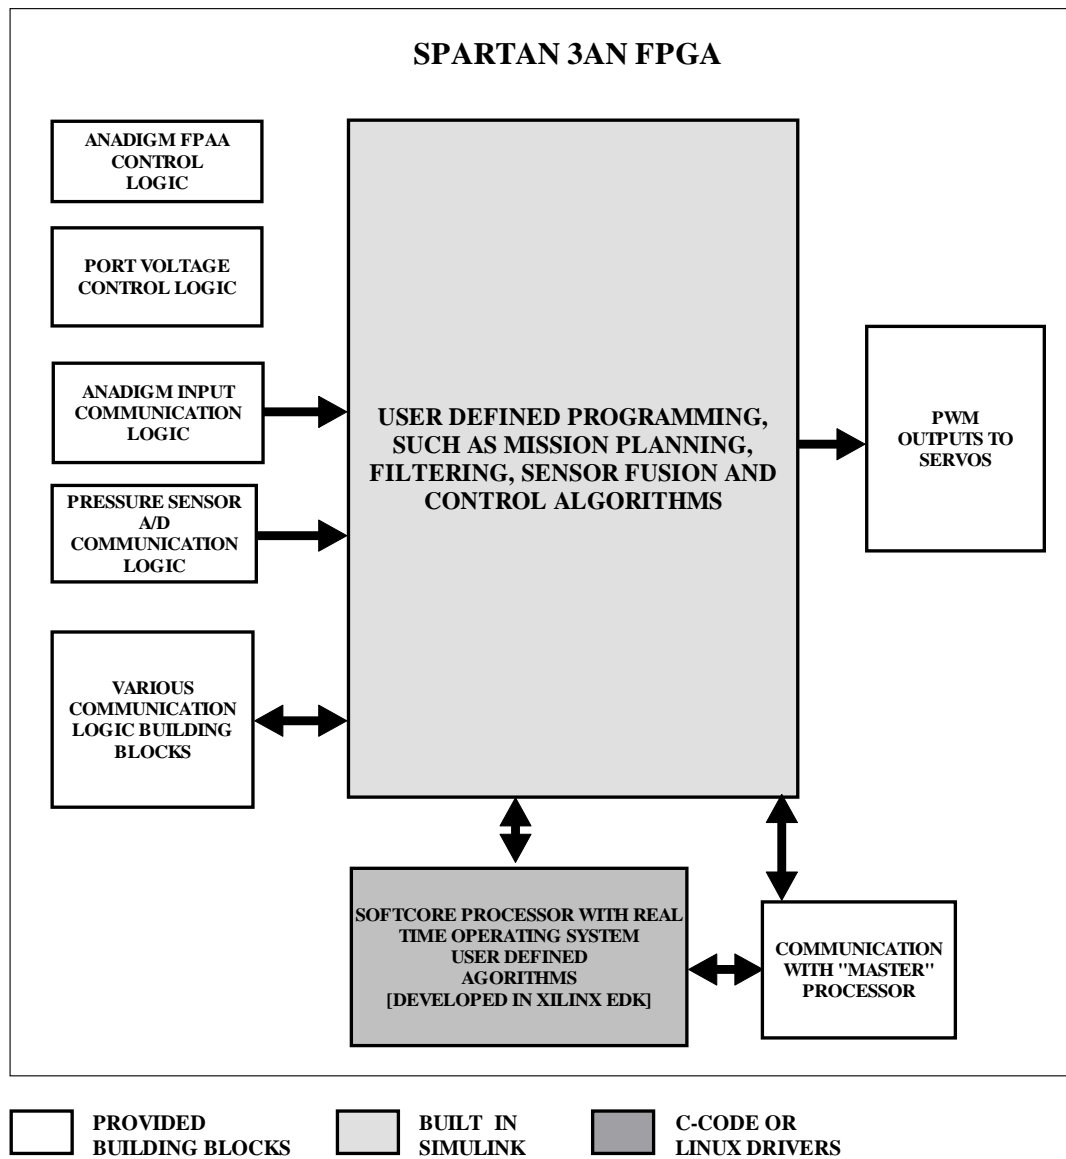 SPARTAN 3AN FPGA
ANADIGM FPAA
CONTROL
LOGIC
PORT VOLTAGE
CONTROL LOGIC
ANADIGM INPUT
COMMUNICATION
LOGIC
PRESSURE SENSOR
A/D
COMMUNICATION
LOGIC
VARIOUS
COMMUNICATION
LOGIC BUILDING
BLOCKS
USER DEFINED PROGRAMMING,
SUCH AS MISSION PLANNING,
FILTERING, SENSOR FUSION AND
CONTROL ALGORITHMS
PWM
OUTPUTS TO
SERVOS
SOFTCORE PROCESSOR WITH REAL
TIME OPERATING SYSTEM
USER DEFINED
AGORITHMS
[DEVELOPED IN XILINX EDK]
COMMUNICATION
WITH "MASTER"
PROCESSOR
PROVIDED
BUILDING BLOCKS
BUILT IN
SIMULINK
C-CODE OR
LINUX DRIVERS